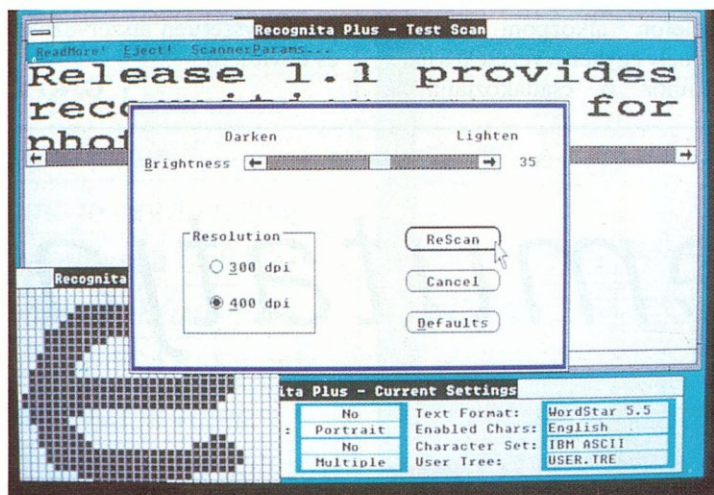 Recognita Plus - Test Scan
ReadMore! Eject! ScannerParams...
Release 1.1 provides
for
Darken Lighten
Brightness 35
Resolution
300 dpi
400 dpi
ReScan
Cancel
Defaults
Recognita
Plus - Current Settings
No Text Format: WordStar 5.5
: Portrait Enabled Chars: English
No Character Set: IBM ASCII
Multiple User Tree: USER.TRE